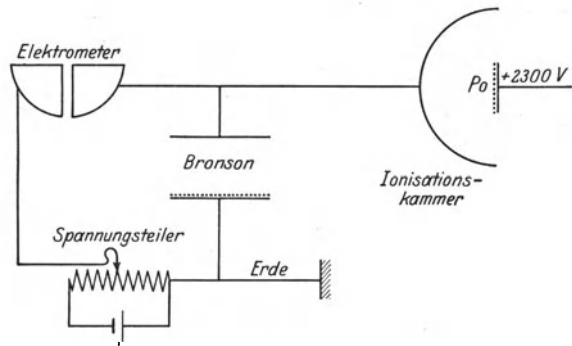 Elektrometer
Po
+2300 V
Bronson
Ionisations-
kammer
Spannungsteiler
Erde